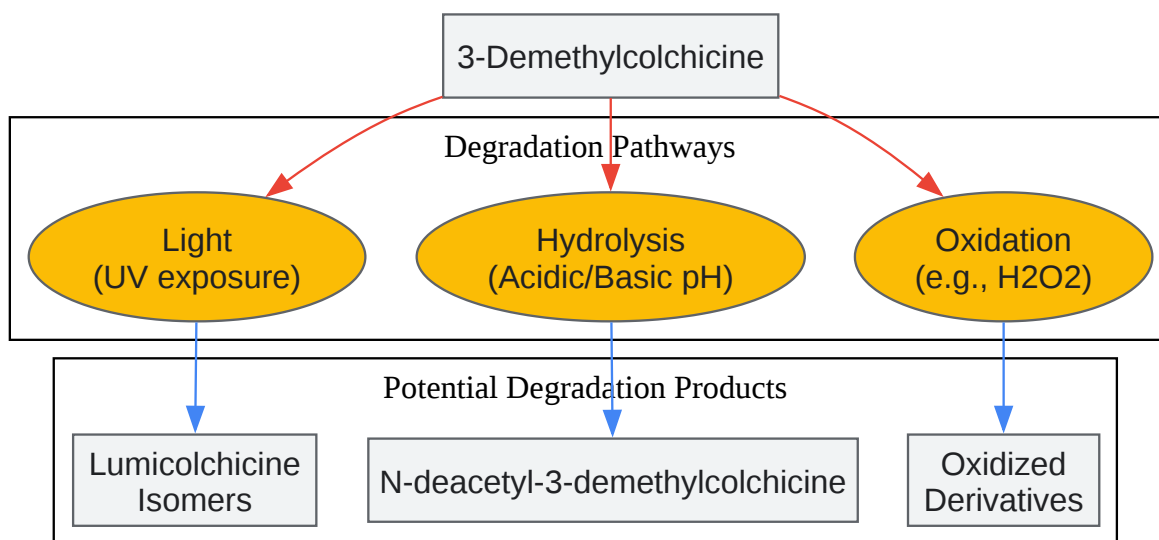 3-Demethylcolchicine
Degradation Pathways
Light
(UV exposure)
Hydrolysis
(Acidic/Basic pH)
Oxidation
(e.g., H2O2)
Potential Degradation Products
Lumicolchicine
Isomers
N-deacetyl-3-demethylcolchicine
Oxidized
Derivatives